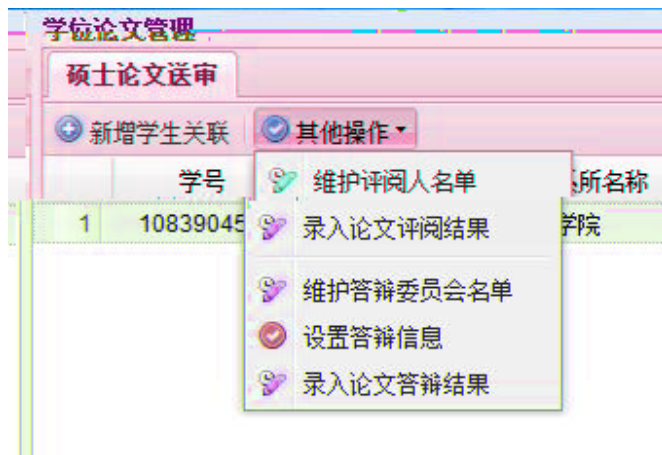 学位论文管理
硕士论文送审
新增学生关联 其他操作
学号 所名称
维护评阅人名单
1 10839045 学院
录入论文评阅结果
维护答辩委员会名单
设置答辩信息
录入论文答辩结果